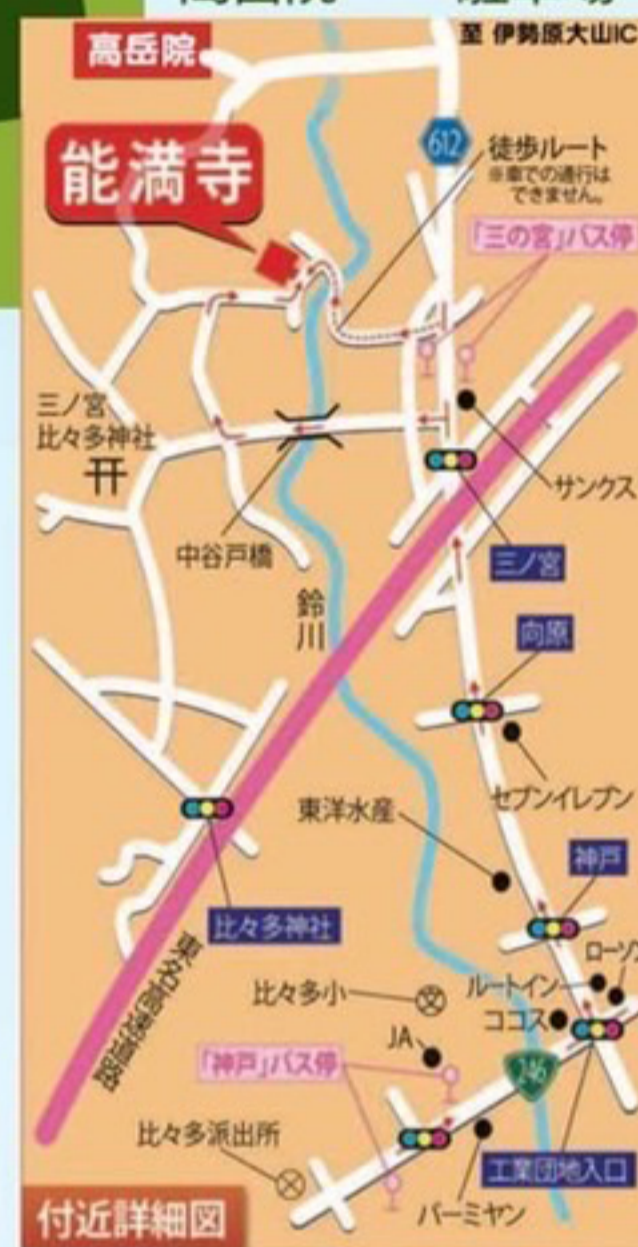 至 伊勢原大山IC
高岳院
612
徒歩ルート
※車での通行は
できません。
能満寺
「三の宮」バス停
三ノ宮
比々多神社
サンクス
中谷戸橋
三ノ宮
鈴川
向原
セブンイレブン
東洋水産
神戸
比々多神社
東名高速道路
ローソン
ルートイン
比々多小
文
ココス
JA
246
「神戸」バス停
比々多派出所
工業団地入口
バーミヤン
付近詳細図